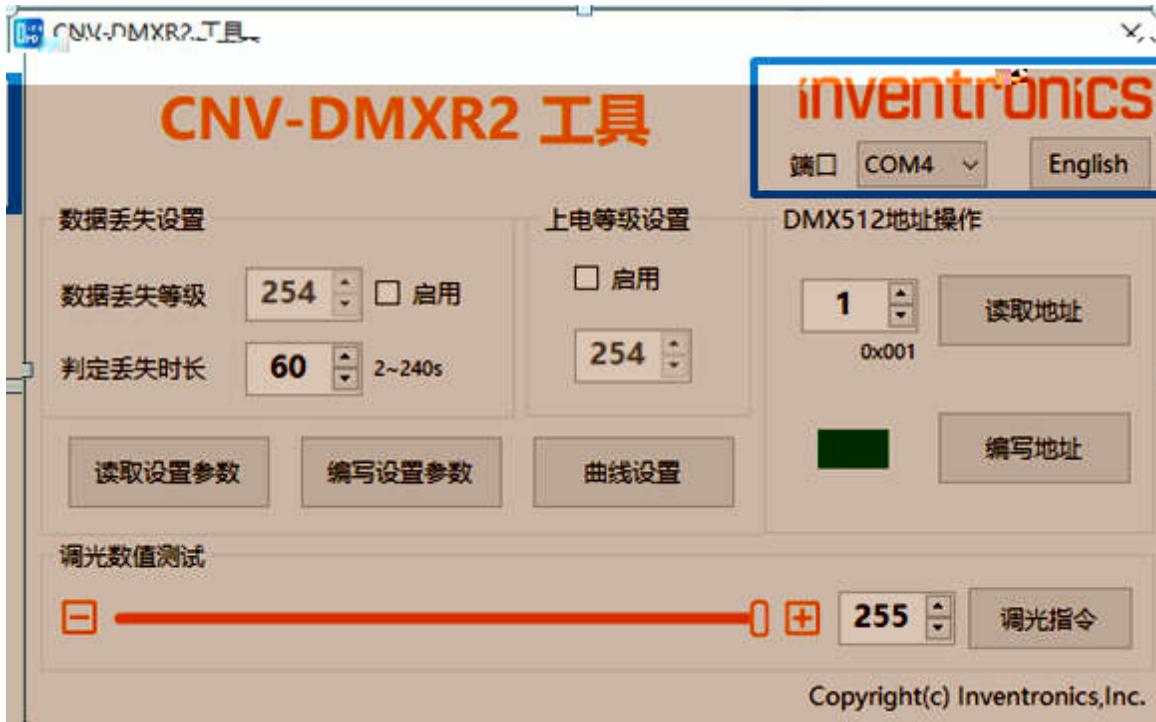 CNV-DMXR2 工具
CNV-DMXR2 工具
inventronics
端口 COM4 English
数据丢失设置
数据丢失等级 254 启用
判定丢失时长 60 2~240s
上电等级设置
启用
254
DMX512地址操作
1 读取地址
0x001
编写地址
读取设置参数 编写设置参数 曲线设置
调光数值测试
255 调光指令
Copyright(c) Inventronics,Inc.